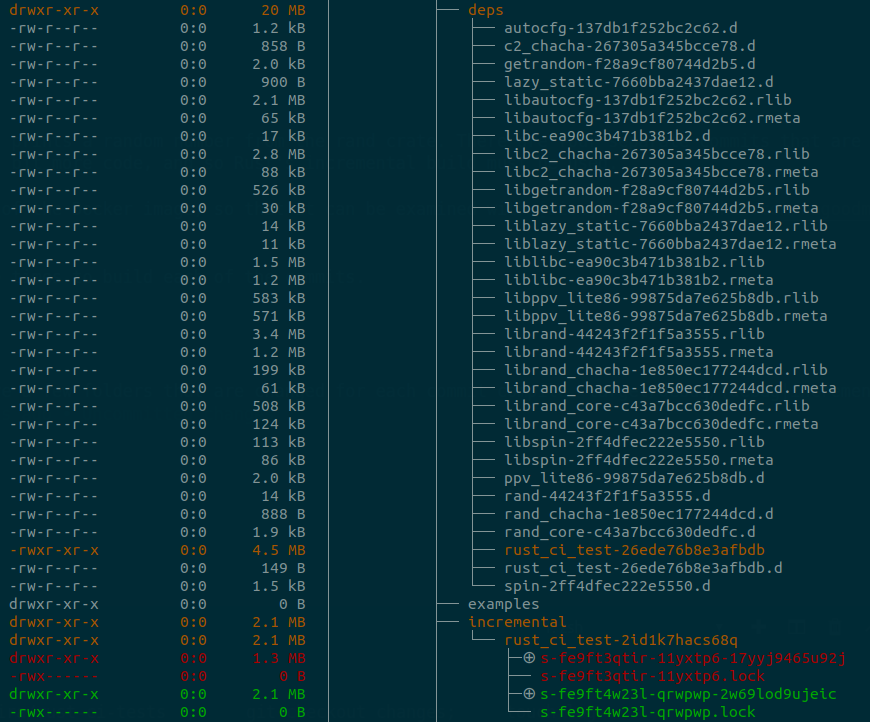 drwxr-xr-x 0:0 20 MB ├── deps
-rw-r--r-- 0:0 1.2 kB ├── autocfg-137db1f252bc2c62.d
-rw-r--r-- 0:0 858 B ├── c2_chacha-267305a345bcce78.d
-rw-r--r-- 0:0 2.0 kB ├── getrandom-f28a9cf80744d2b5.d
-rw-r--r-- 0:0 900 B ├── lazy_static-7660bba2437dae12.d
-rw-r--r-- 0:0 2.1 MB ├── libautocfg-137db1f252bc2c62.rlib
-rw-r--r-- 0:0 65 kB ├── libautocfg-137db1f252bc2c62.rmeta
-rw-r--r-- 0:0 17 kB ├── libc-ea90c3b471b381b2.d
-rw-r--r-- 0:0 2.8 MB ├── libc2_chacha-267305a345bcce78.rlib
-rw-r--r-- 0:0 88 kB ├── libc2_chacha-267305a345bcce78.rmeta
-rw-r--r-- 0:0 526 kB ├── libgetrandom-f28a9cf80744d2b5.rlib
-rw-r--r-- 0:0 30 kB ├── libgetrandom-f28a9cf80744d2b5.rmeta
-rw-r--r-- 0:0 14 kB ├── liblazy_static-7660bba2437dae12.rlib
-rw-r--r-- 0:0 11 kB ├── liblazy_static-7660bba2437dae12.rmeta
-rw-r--r-- 0:0 1.5 MB ├── liblibc-ea90c3b471b381b2.rlib
-rw-r--r-- 0:0 1.2 MB ├── liblibc-ea90c3b471b381b2.rmeta
-rw-r--r-- 0:0 583 kB ├── libppv_lite86-99875da7e625b8db.rlib
-rw-r--r-- 0:0 571 kB ├── libppv_lite86-99875da7e625b8db.rmeta
-rw-r--r-- 0:0 3.4 MB ├── librand-44243f2f1f5a3555.rlib
-rw-r--r-- 0:0 1.2 MB ├── librand-44243f2f1f5a3555.rmeta
-rw-r--r-- 0:0 199 kB ├── librand_chacha-1e850ec177244dcd.rlib
-rw-r--r-- 0:0 61 kB ├── librand_chacha-1e850ec177244dcd.rmeta
-rw-r--r-- 0:0 508 kB ├── librand_core-c43a7bcc630dedfc.rlib
-rw-r--r-- 0:0 124 kB ├── librand_core-c43a7bcc630dedfc.rmeta
-rw-r--r-- 0:0 113 kB ├── libspin-2ff4dfec222e5550.rlib
-rw-r--r-- 0:0 86 kB ├── libspin-2ff4dfec222e5550.rmeta
-rw-r--r-- 0:0 2.0 kB ├── ppv_lite86-99875da7e625b8db.d
-rw-r--r-- 0:0 14 kB ├── rand-44243f2f1f5a3555.d
-rw-r--r-- 0:0 888 B ├── rand_chacha-1e850ec177244dcd.d
-rw-r--r-- 0:0 1.9 kB ├── rand_core-c43a7bcc630dedfc.d
-rwxr-xr-x 0:0 4.5 MB ├── rust_ci_test-26ede76b8e3afbdb
-rw-r--r-- 0:0 149 B ├── rust_ci_test-26ede76b8e3afbdb.d
-rw-r--r-- 0:0 1.5 kB └── spin-2ff4dfec222e5550.d
drwxr-xr-x 0:0 0 B ├── examples
drwxr-xr-x 0:0 2.1 MB ├── incremental
drwxr-xr-x 0:0 2.1 MB └── rust_ci_test-2id1k7hacs68q
drwxr-xr-x 0:0 1.3 MB ├─⊕ s-fe9ft3qtir-11yxtp6-17yyj9465u92j
-rwx------ 0:0 0 B ├── s-fe9ft3qtir-11yxtp6.lock
drwxr-xr-x 0:0 2.1 MB ├─⊕ s-fe9ft4w23l-qrwpwp-2w69lod9ujeic
-rwx------ 0:0 0 B └── s-fe9ft4w23l-qrwpwp.lock